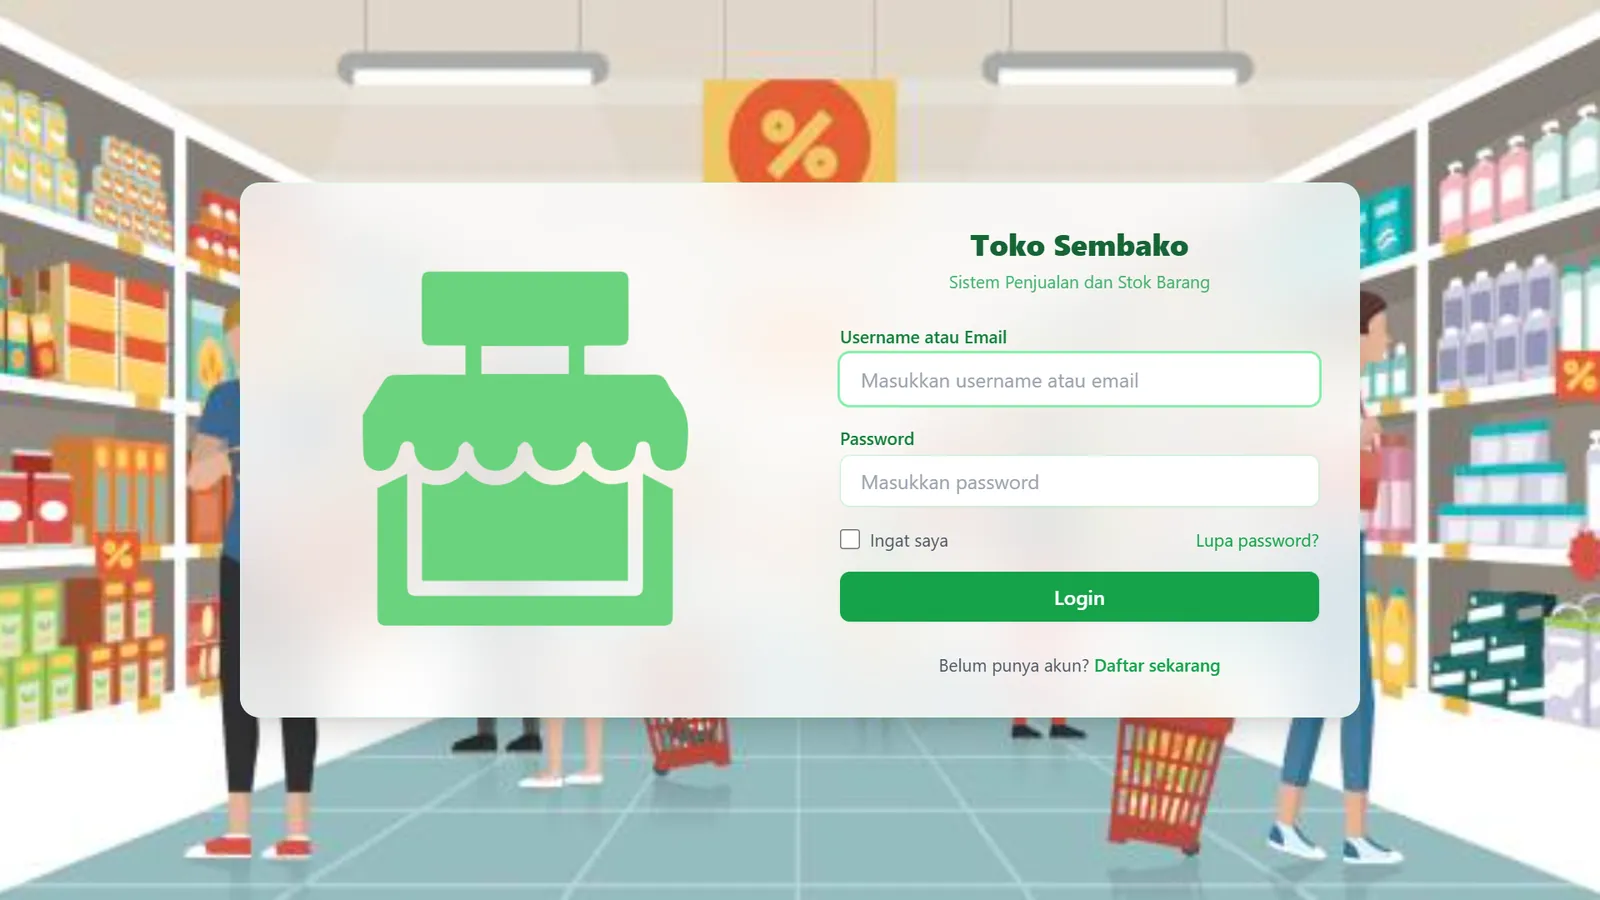 Toko Sembako
Sistem Penjualan dan Stok Barang
Username atau Email
Masukkan username atau email
Password
Masukkan password
Ingat saya
Lupa password?
Login
Belum punya akun? Daftar sekarang
%
%
%